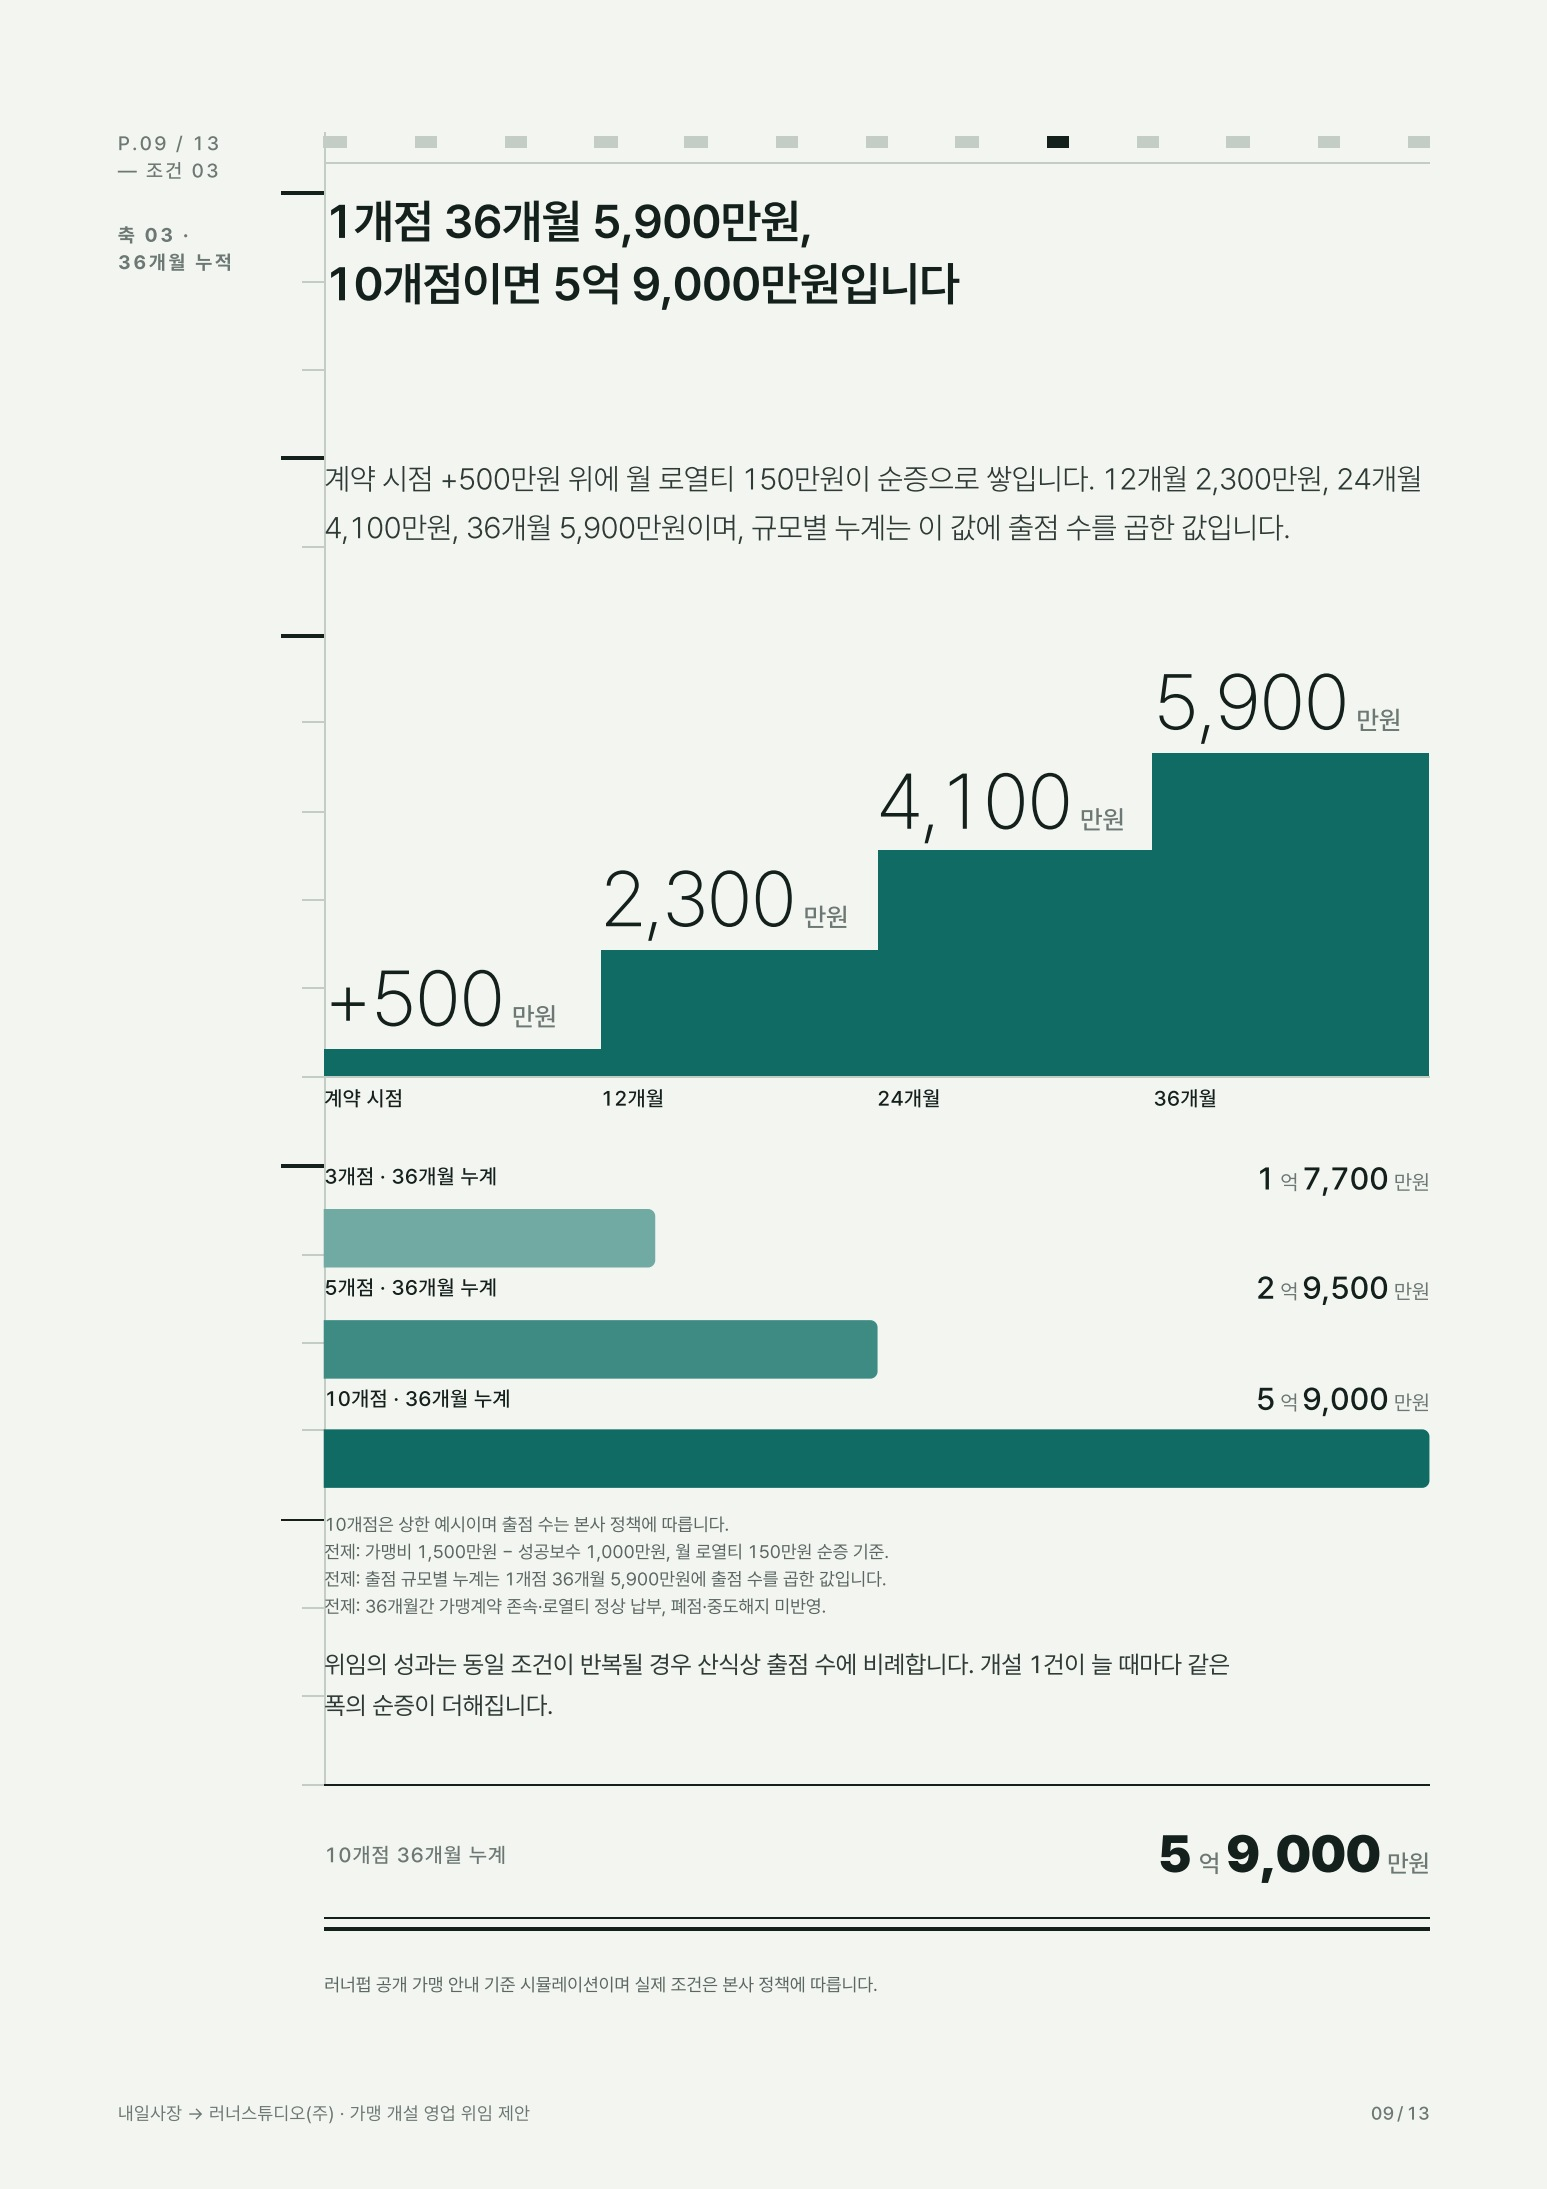 P.09 / 13
— 조건 03
축 03 ·
36개월 누적
1개점 36개월 5,900만원,
10개점이면 5억 9,000만원입니다
계약 시점 +500만원 위에 월 로열티 150만원이 순증으로 쌓입니다. 12개월 2,300만원, 24개월
4,100만원, 36개월 5,900만원이며, 규모별 누계는 이 값에 출점 수를 곱한 값입니다.
5,900 만원
4,100 만원
2,300 만원
+500 만원
계약 시점 12개월 24개월 36개월
3개점 · 36개월 누계 1 억 7,700 만원
5개점 · 36개월 누계 2 억 9,500 만원
10개점 · 36개월 누계 5 억 9,000 만원
10개점은 상한 예시이며 출점 수는 본사 정책에 따릅니다.
전제: 가맹비 1,500만원 − 성공보수 1,000만원, 월 로열티 150만원 순증 기준.
전제: 출점 규모별 누계는 1개점 36개월 5,900만원에 출점 수를 곱한 값입니다.
전제: 36개월간 가맹계약 존속·로열티 정상 납부, 폐점·중도해지 미반영.
위임의 성과는 동일 조건이 반복될 경우 산식상 출점 수에 비례합니다. 개설 1건이 늘 때마다 같은
폭의 순증이 더해집니다.
10개점 36개월 누계 5 억 9,000 만원
러너펍 공개 가맹 안내 기준 시뮬레이션이며 실제 조건은 본사 정책에 따릅니다.
내일사장 → 러너스튜디오(주) · 가맹 개설 영업 위임 제안 09 / 13